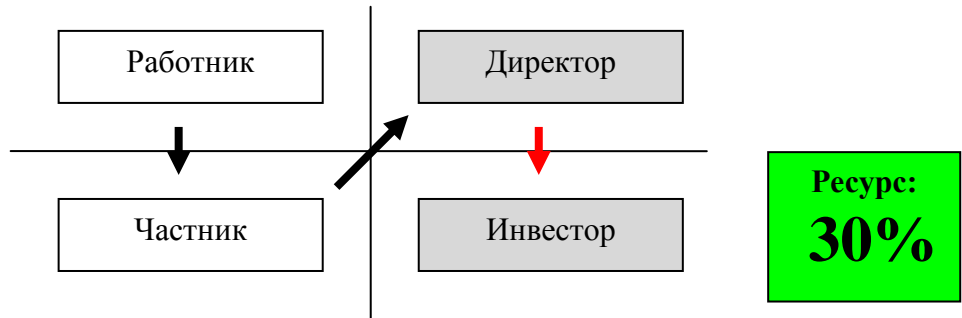 Работник
Директор
Частник
Инвестор
Ресурс:
30%